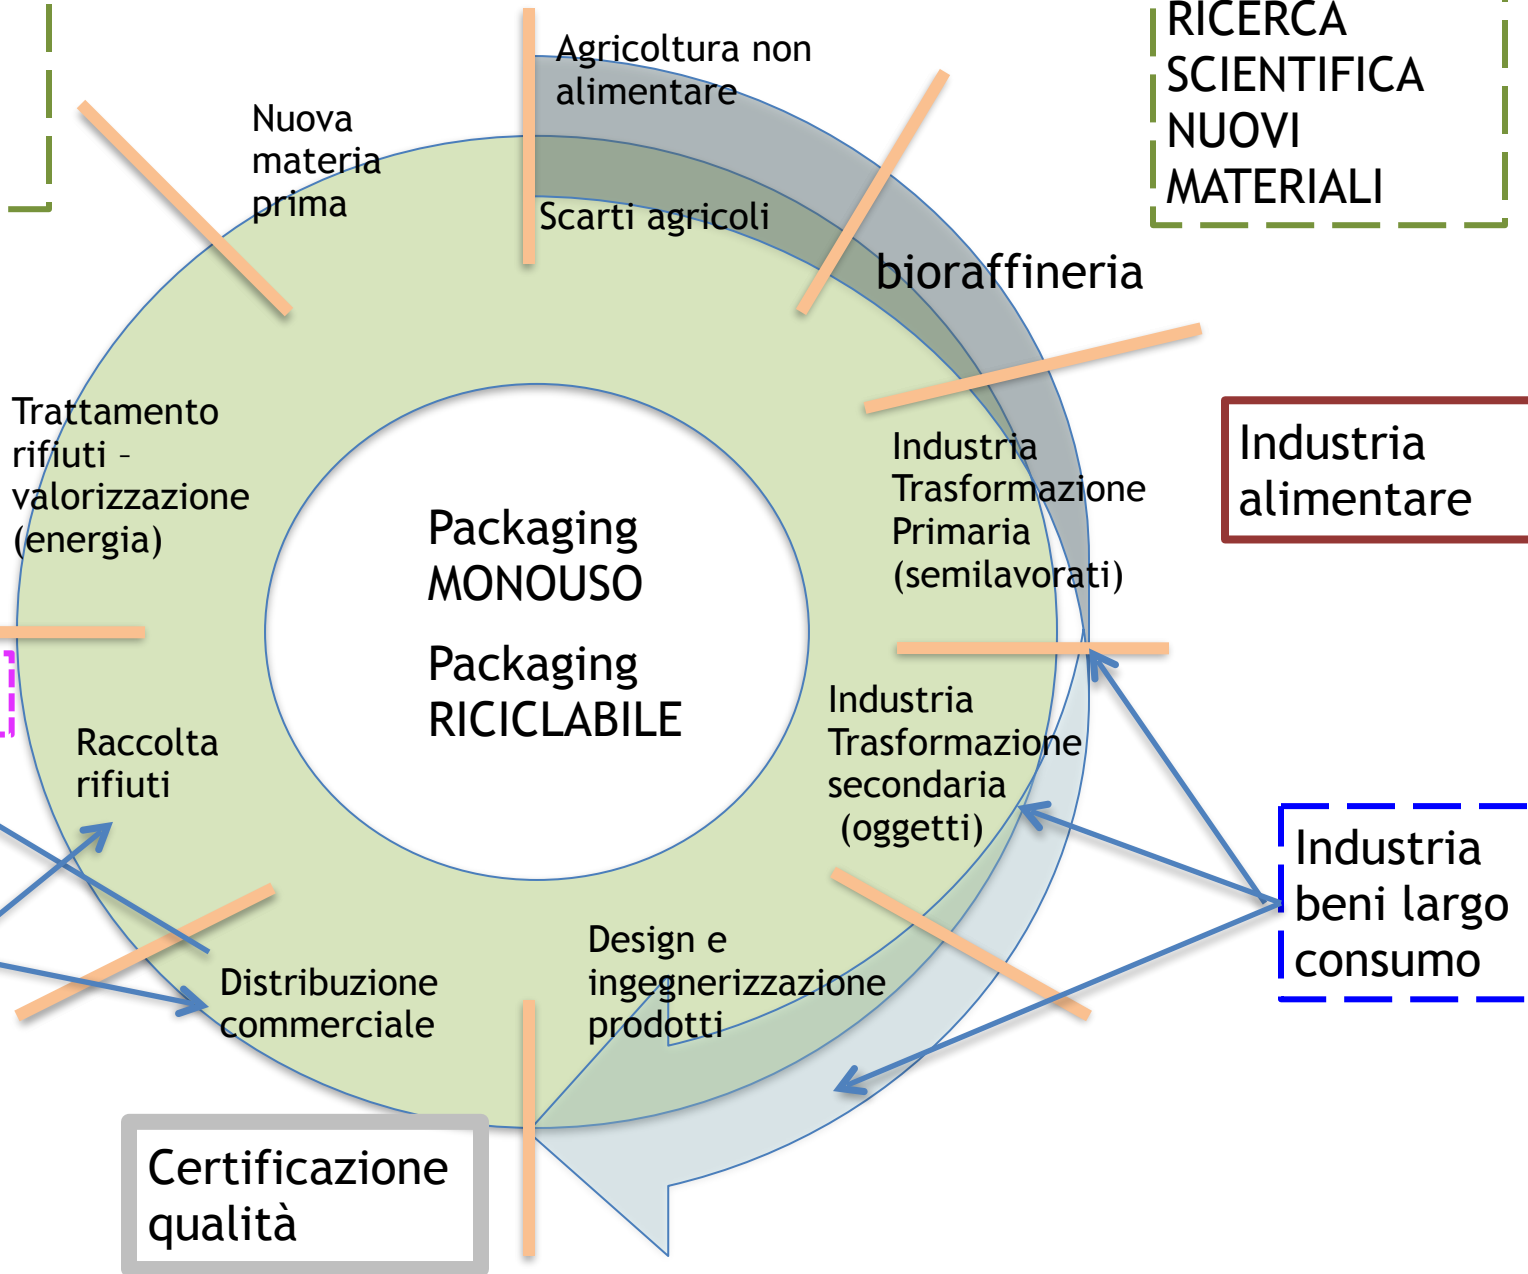 RICERCA
SCIENTIFICA
NUOVI
MATERIALI
Agricoltura non
alimentare
Nuova
materia
prima
Scarti agricoli
bioraffineria
Trattamento
rifiuti –
valorizzazione
(energia)
Industria
Trasformazione
Primaria
(semilavorati)
Industria
alimentare
Packaging
MONOUSO
Packaging
RICICLABILE
Industria
Trasformazione
secondaria
(oggetti)
Raccolta
rifiuti
Industria
beni largo
consumo
Design e
ingegnerizzazione
prodotti
Distribuzione
commerciale
Certificazione
qualità